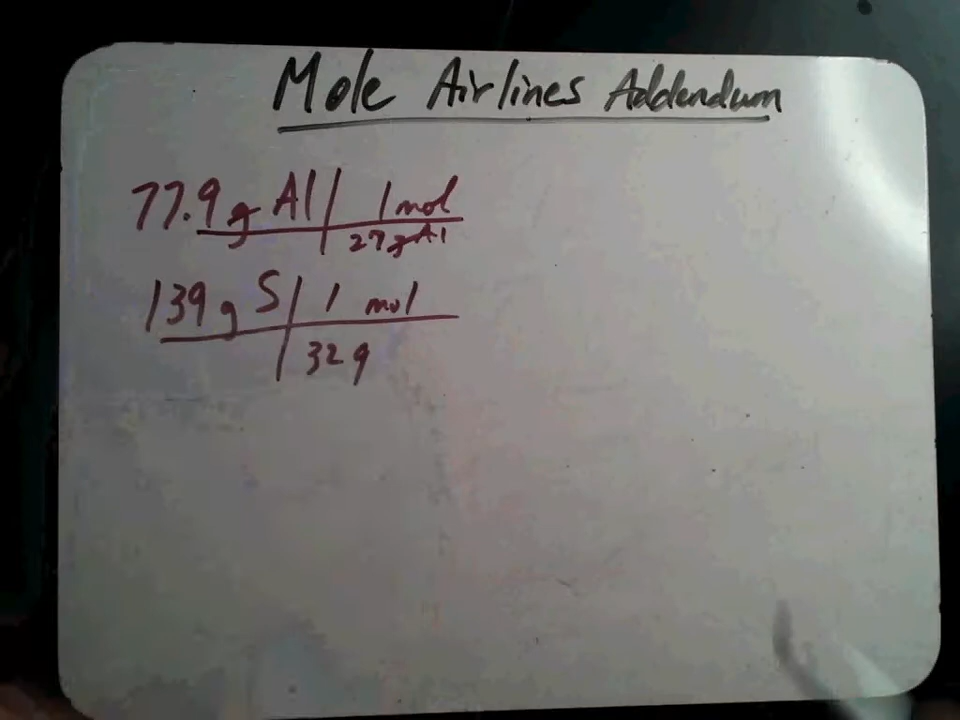 Mole Airlines Addendum
77.9 g Al | 1 mol
27 g Al
139 g S | 1 mol
32 g